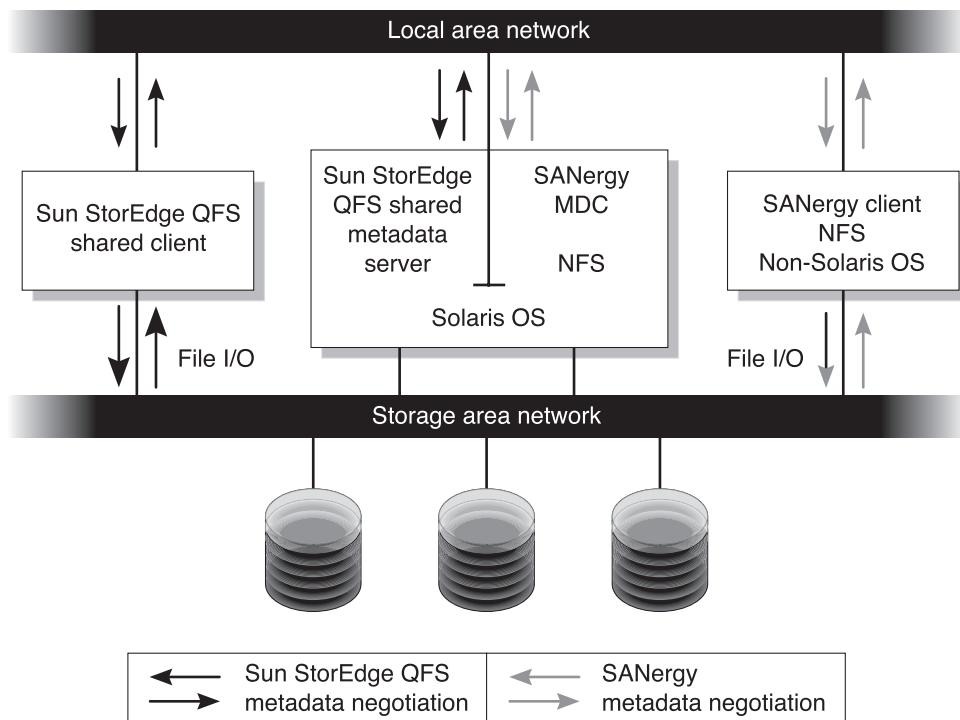 Local area network
Sun StorEdge QFS
shared client
Sun StorEdge
QFS shared
metadata
server
SANergy
MDC
NFS
Solaris OS
SANergy client
NFS
Non-Solaris OS
File I/O
File I/O
Storage area network
Sun StorEdge QFS
metadata negotiation
SANergy
metadata negotiation